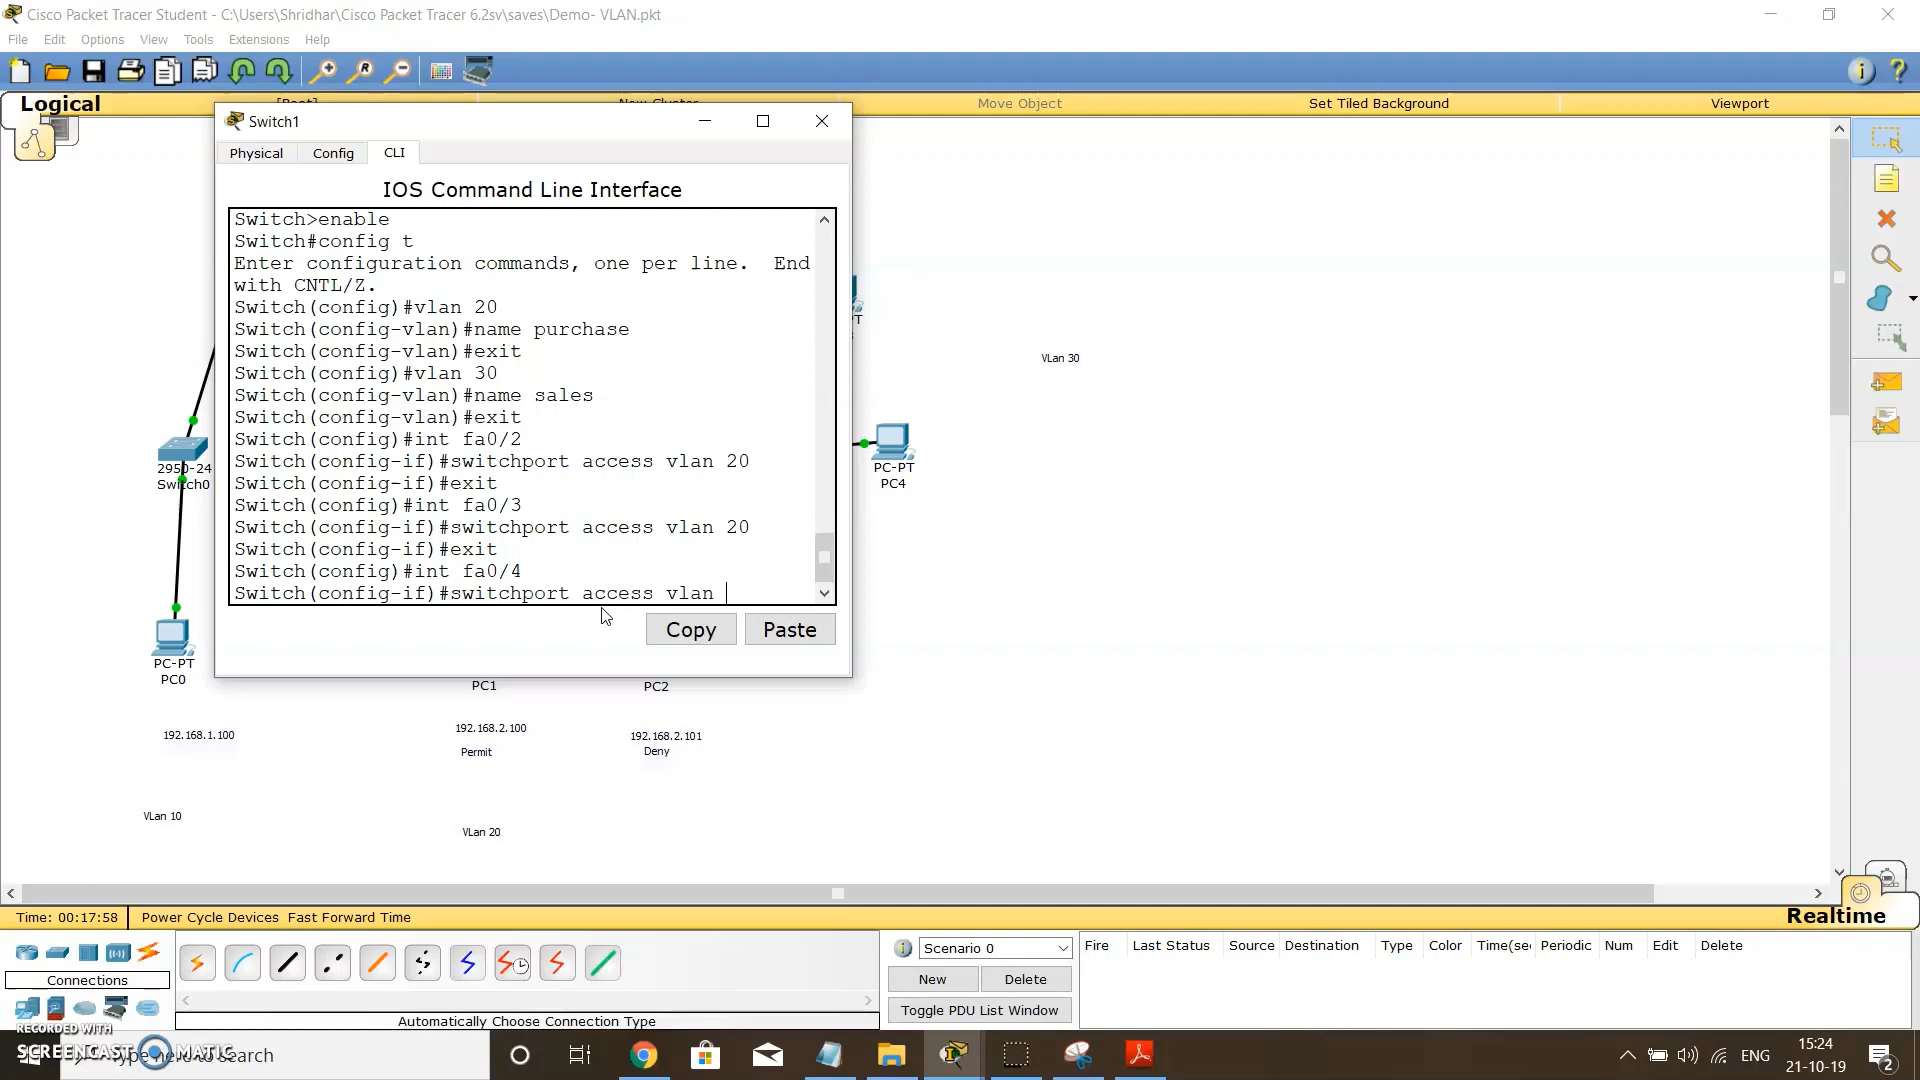 Cisco Packet Tracer Student - C:\Users\Shridhar\Cisco Packet Tracer 6.2sv\saves\Demo- VLAN.pkt
File Edit Options View Tools Extensions Help
Logical
Move Object
Set Tiled Background
Viewport
Switch1
Physical Config CLI
IOS Command Line Interface
Switch>enable
Switch#config t
Enter configuration commands, one per line. End
with CNTL/Z.
Switch(config)#vlan 20
Switch(config-vlan)#name purchase
Switch(config-vlan)#exit
Switch(config)#vlan 30
Switch(config-vlan)#name sales
Switch(config-vlan)#exit
Switch(config)#int fa0/2
Switch(config-if)#switchport access vlan 20
Switch(config-if)#exit
Switch(config)#int fa0/3
Switch(config-if)#switchport access vlan 20
Switch(config-if)#exit
Switch(config)#int fa0/4
Switch(config-if)#switchport access vlan
Copy Paste
2950-24
Switch0
PC-PT
PC0
192.168.1.100
VLan 10
PC1
192.168.2.100
Permit
VLan 20
PC2
192.168.2.101
Deny
PC-PT
PC4
VLan 30
Time: 00:17:58 Power Cycle Devices Fast Forward Time
Realtime
Connections
Automatically Choose Connection Type
Scenario 0
New Delete
Toggle PDU List Window
Fire Last Status Source Destination Type Color Time(sec Periodic Num Edit Delete
RECORDED WITH
SCREENCAST MATIC
Type here to search
ENG
15:24
21-10-19
2